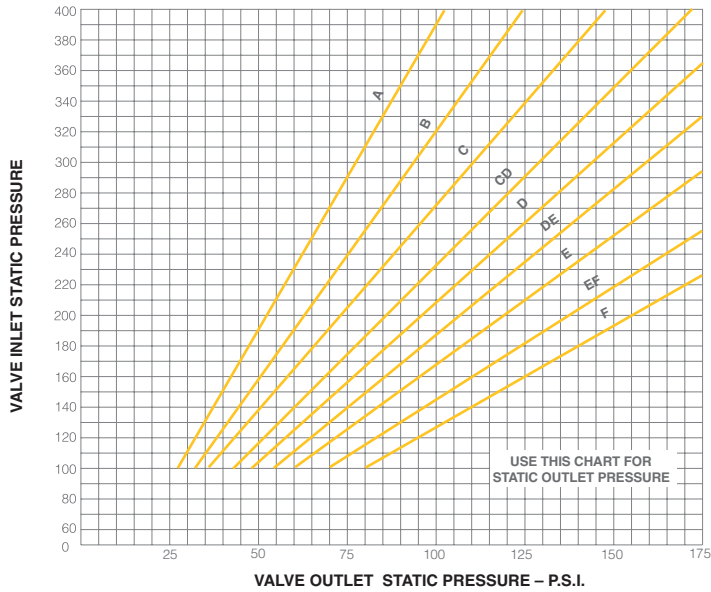 400
380
360
340
320
300
280
260
240
220
200
180
160
140
120
100
80
60
0
VALVE INLET STATIC PRESSURE
A
B
C
CD
D
DE
E
EF
F
USE THIS CHART FOR
STATIC OUTLET PRESSURE
25 50 75 100 125 150 175
VALVE OUTLET STATIC PRESSURE – P.S.I.